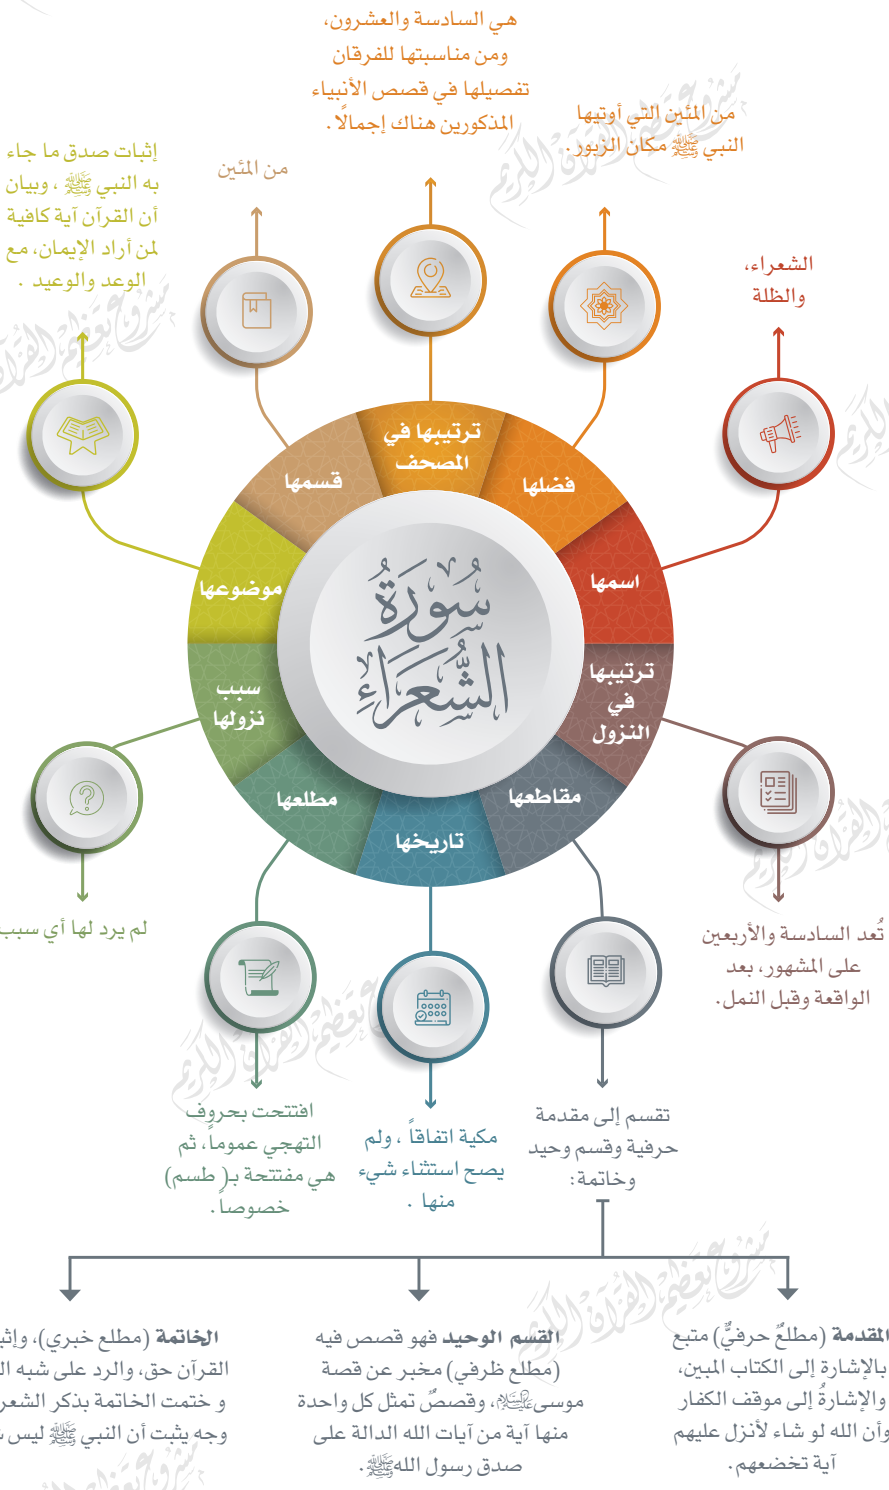 هي السادسة والعشرون،
ومن مناسبتها للفرقان
تفصيلها في قصص الأنبياء
المذكورين هناك إجمالًا.
من المئين التي أوتيها
النبي ﷺ مكان الزبور.
من المئين
إثبات صدق ما جاء
به النبي ﷺ ، وبيان
أن القرآن آية كافية
لمن أراد الإيمان، مع
الوعد والوعيد .
الشعراء،
والظلة
ترتيبها في
المصحف
فضلها
قسمها
اسمها
موضوعها
سُورَةُ
الشُّعَرَاءِ
ترتيبها
في
النزول
سبب
نزولها
مقاطعها
مطلعها
تاريخها
تُعد السادسة والأربعين
على المشهور، بعد
الواقعة وقبل النمل.
لم يرد لها أي سبب
تقسم إلى مقدمة
حرفية وقسم وحيد
وخاتمة:
مكية اتفاقاً ، ولم
يصح استثناء شيء
منها .
افتتحت بحروف
التهجي عموماً، ثم
هي مفتتحة بـ( طسم)
خصوصاً.
المقدمة (مطلعٌ حرفيٌّ) متبع
بالإشارة إلى الكتاب المبين،
والإشارةُ إلى موقف الكفار
وأن الله لو شاء لأنزل عليهم
آية تخضعهم.
القسم الوحيد فهو قصص فيه
(مطلع ظرفي) مخبر عن قصة
موسى عليه السلام، وقصصٌ تمثل كل واحدة
منها آية من آيات الله الدالة على
صدق رسول الله ﷺ.
الخاتمة (مطلع خبري)، وإثب
القرآن حق، والرد على شبه ال
و ختمت الخاتمة بذكر الشعر
وجه يثبت أن النبي ﷺ ليس
مشروع تعظيم القرآن الكريم